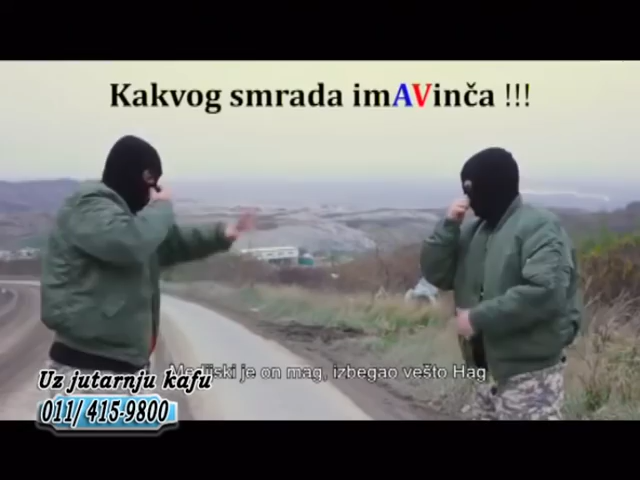 Kakvog smrada imAVinča !!!
Medijski je on mag, izbegao vešto Hag
Uz jutarnju kafu
011/ 415-9800